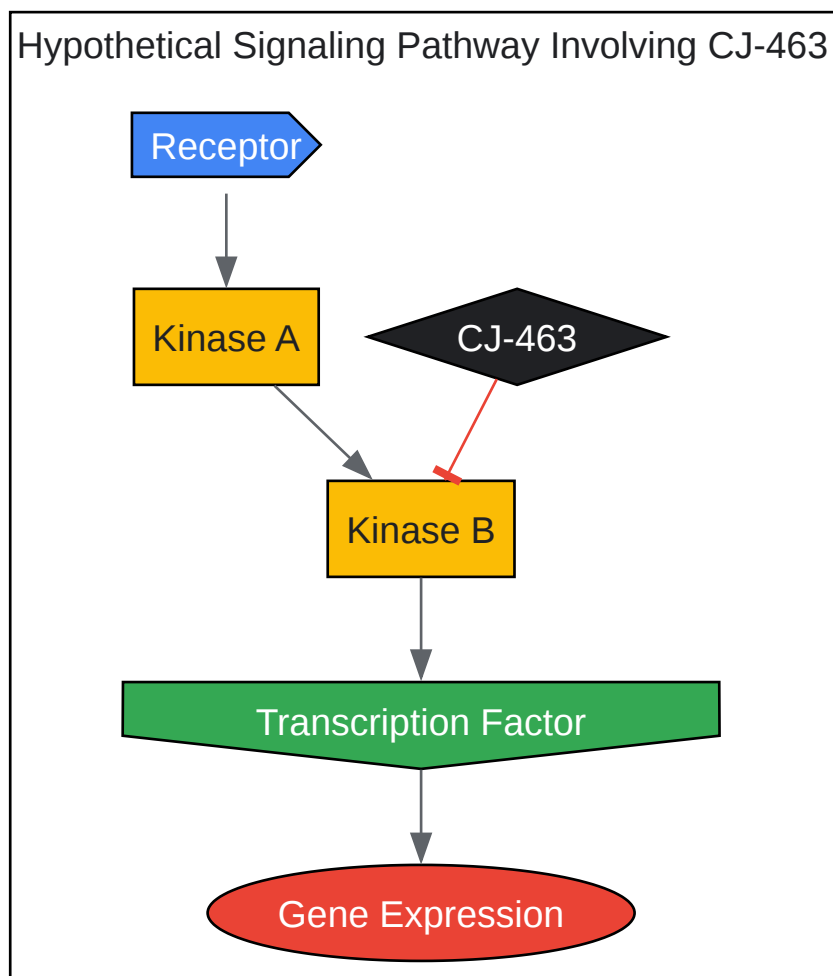 Hypothetical Signaling Pathway Involving CJ-463
Receptor
Kinase A
CJ-463
Kinase B
Transcription Factor
Gene Expression